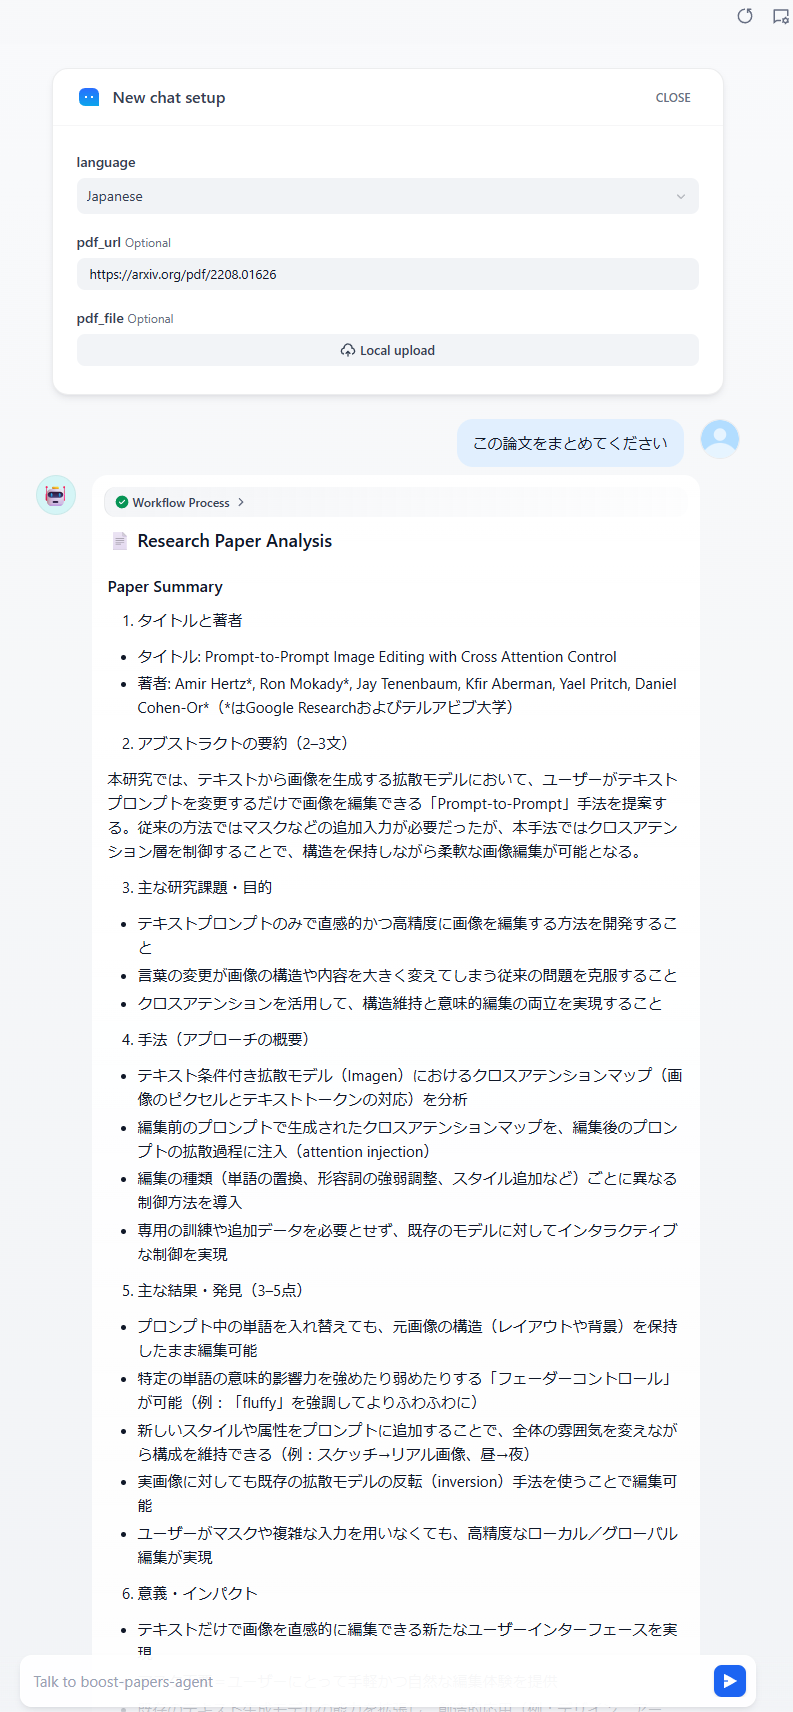 New chat setup
CLOSE
language
Japanese
pdf_url Optional
https://arxiv.org/pdf/2208.01626
pdf_file Optional
Local upload
この論文をまとめてください
Workflow Process
Research Paper Analysis
Paper Summary
1. タイトルと著者
• タイトル: Prompt-to-Prompt Image Editing with Cross Attention Control
• 著者: Amir Hertz*, Ron Mokady*, Jay Tenenbaum, Kfir Aberman, Yael Pritch, Daniel
Cohen-Or*（*はGoogle Researchおよびテルアビブ大学）
2. アブストラクトの要約（2–3文）
本研究では、テキストから画像を生成する拡散モデルにおいて、ユーザーがテキスト
プロンプトを変更するだけで画像を編集できる「Prompt-to-Prompt」手法を提案す
る。従来の方法ではマスクなどの追加入力が必要だったが、本手法ではクロスアテン
ション層を制御することで、構造を保持しながら柔軟な画像編集が可能となる。
3. 主な研究課題・目的
• テキストプロンプトのみで直感的かつ高精度に画像を編集する方法を開発するこ
と
• 言葉の変更が画像の構造や内容を大きく変えてしまう従来の問題を克服すること
• クロスアテンションを活用して、構造維持と意味的編集の両立を実現すること
4. 手法（アプローチの概要）
• テキスト条件付き拡散モデル（Imagen）におけるクロスアテンションマップ（画
像のピクセルとテキストトークンの対応）を分析
• 編集前のプロンプトで生成されたクロスアテンションマップを、編集後のプロン
プトの拡散過程に注入（attention injection）
• 編集の種類（単語の置換、形容詞の強弱調整、スタイル追加など）ごとに異なる
制御方法を導入
• 専用の訓練や追加データを必要とせず、既存のモデルに対してインタラクティブ
な制御を実現
5. 主な結果・発見（3–5点）
• プロンプト中の単語を入れ替えても、元画像の構造（レイアウトや背景）を保持
したまま編集可能
• 特定の単語の意味的影響力を強めたり弱めたりする「フェーダーコントロール」
が可能（例：「fluffy」を強調してよりふわふわに）
• 新しいスタイルや属性をプロンプトに追加することで、全体の雰囲気を変えなが
ら構成を維持できる（例：スケッチ→リアル画像、昼→夜）
• 実画像に対しても既存の拡散モデルの反転（inversion）手法を使うことで編集可
能
• ユーザーがマスクや複雑な入力を用いなくても、高精度なローカル／グローバル
編集が実現
6. 意義・インパクト
• テキストだけで画像を直感的に編集できる新たなユーザーインターフェースを実
現
Talk to boost-papers-agent